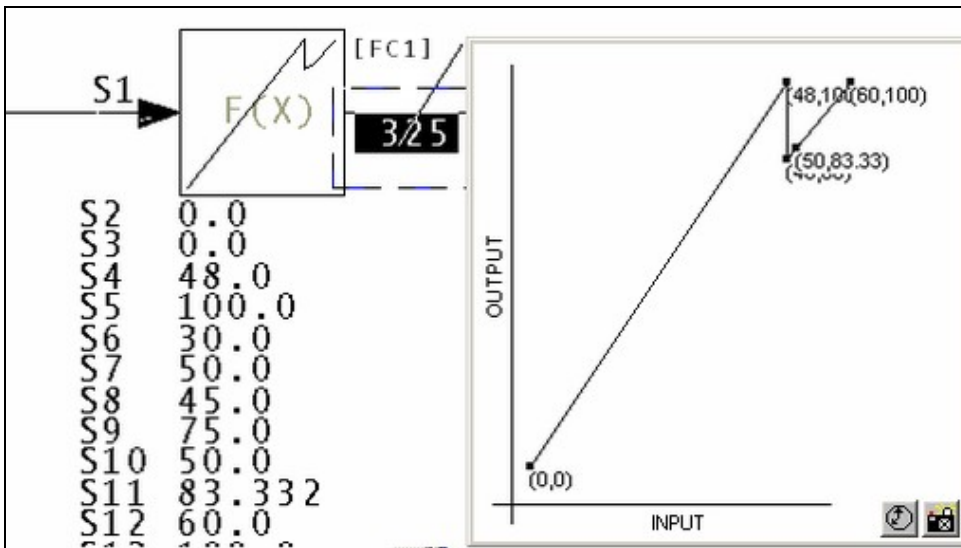 S1
F(X)
[FC1]
3/25
S2 0.0
S3 0.0
S4 48.0
S5 100.0
S6 30.0
S7 50.0
S8 45.0
S9 75.0
S10 50.0
S11 83.332
S12 60.0
OUTPUT
(60,100)
(50,83.33)
(0,0)
INPUT